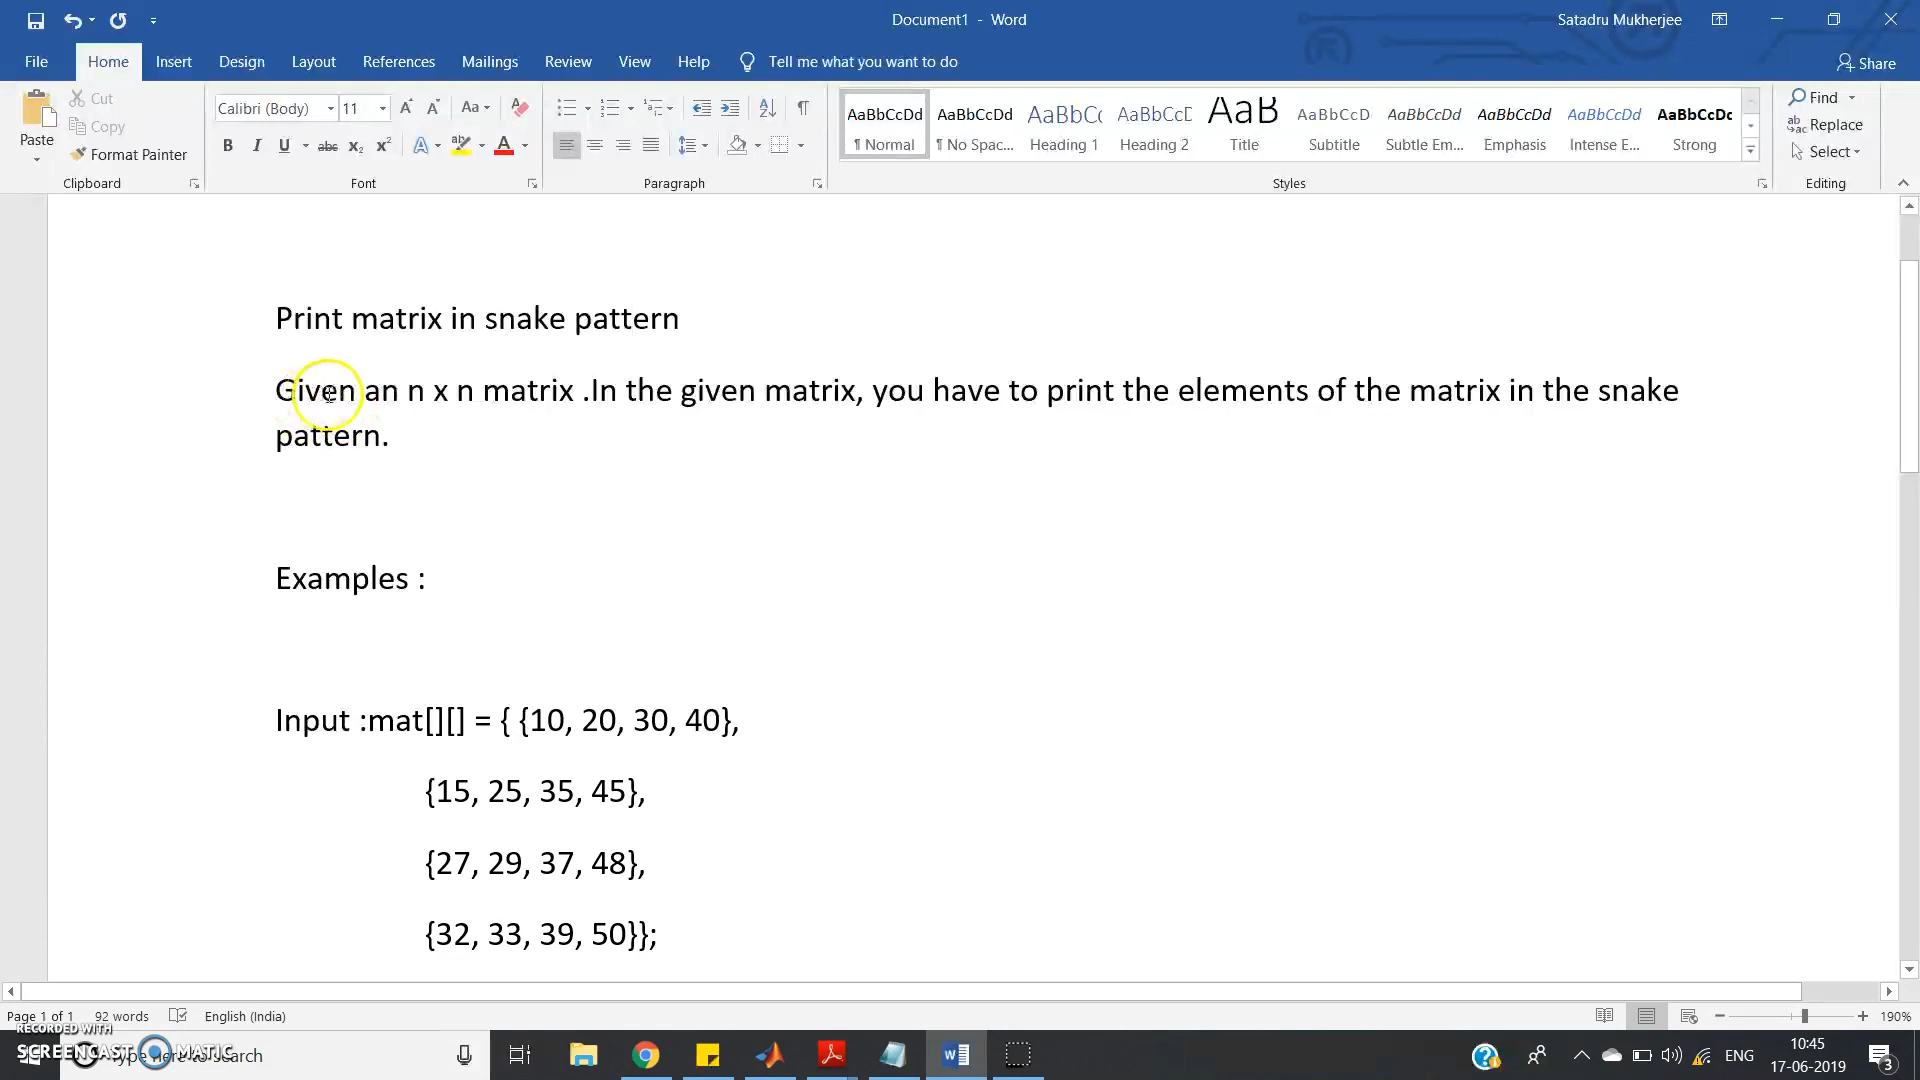 Document1 - Word
Satadru Mukherjee
File Home Insert Design Layout References Mailings Review View Help Tell me what you want to do Share
Cut
Copy
Format Painter
Paste
Clipboard
Calibri (Body) 11
Font
Paragraph
AaBbCcDd AaBbCcDd AaBbCc AaBbCcD AaB AaBbCcD AaBbCcDd AaBbCcDd AaBbCcDd AaBbCcDc
¶ Normal ¶ No Spac... Heading 1 Heading 2 Title Subtitle Subtle Em... Emphasis Intense E... Strong
Styles
Find
Replace
Select
Editing
Print matrix in snake pattern
Given an n x n matrix .In the given matrix, you have to print the elements of the matrix in the snake
pattern.
Examples :
Input :mat[][] = { {10, 20, 30, 40},
{15, 25, 35, 45},
{27, 29, 37, 48},
{32, 33, 39, 50}};
Page 1 of 1 92 words English (India)
190%
RECORDED WITH
SCREENCAST MATIC
Type here to search
ENG
10:45
17-06-2019
3